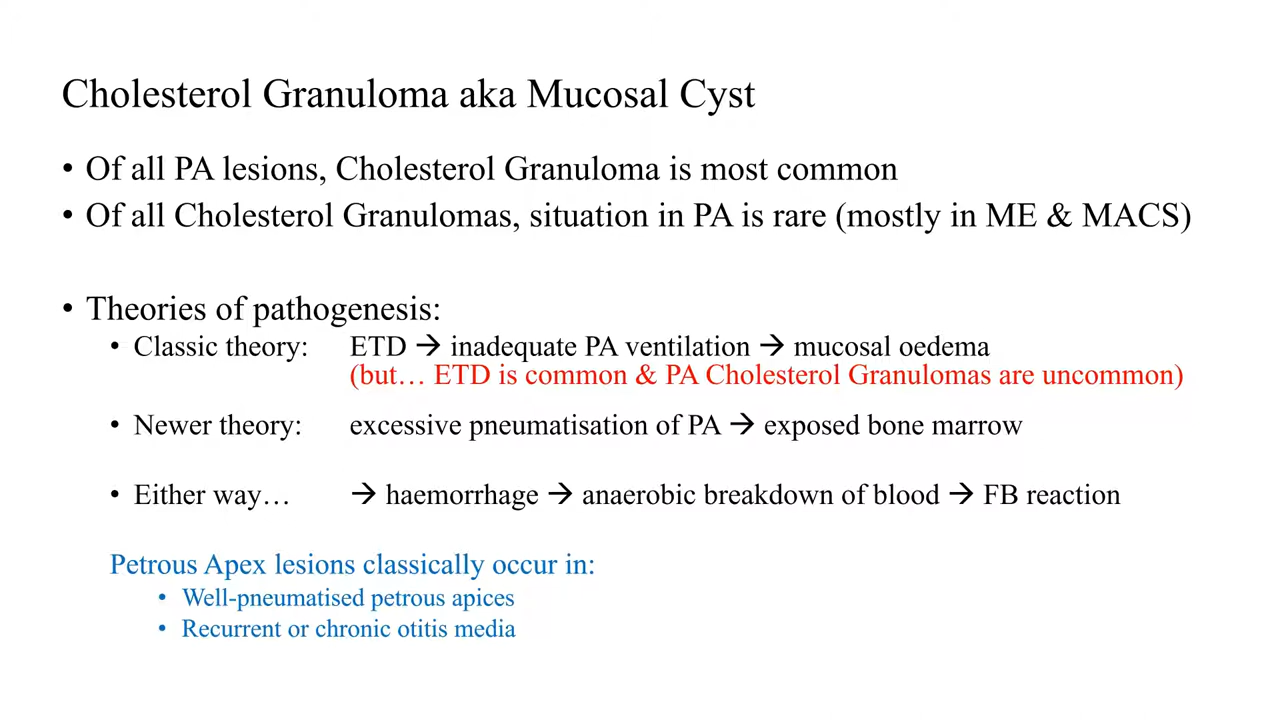 Cholesterol Granuloma aka Mucosal Cyst
• Of all PA lesions, Cholesterol Granuloma is most common
• Of all Cholesterol Granulomas, situation in PA is rare (mostly in ME & MACS)
• Theories of pathogenesis:
• Classic theory: ETD → inadequate PA ventilation → mucosal oedema
(but… ETD is common & PA Cholesterol Granulomas are uncommon)
• Newer theory: excessive pneumatisation of PA → exposed bone marrow
• Either way… → haemorrhage → anaerobic breakdown of blood → FB reaction
Petrous Apex lesions classically occur in:
• Well-pneumatised petrous apices
• Recurrent or chronic otitis media